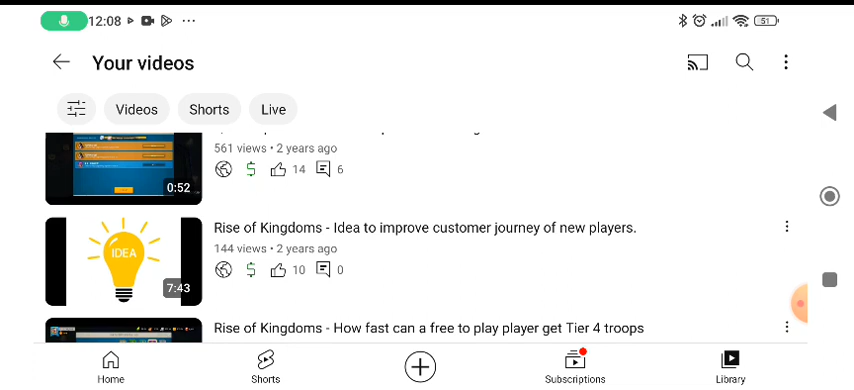 12:08
51
Your videos
Videos
Shorts
Live
561 views • 2 years ago
0:52
14
6
Rise of Kingdoms - Idea to improve customer journey of new players.
144 views • 2 years ago
IDEA
7:43
10
0
Rise of Kingdoms - How fast can a free to play player get Tier 4 troops
Home
Shorts
Subscriptions
Library